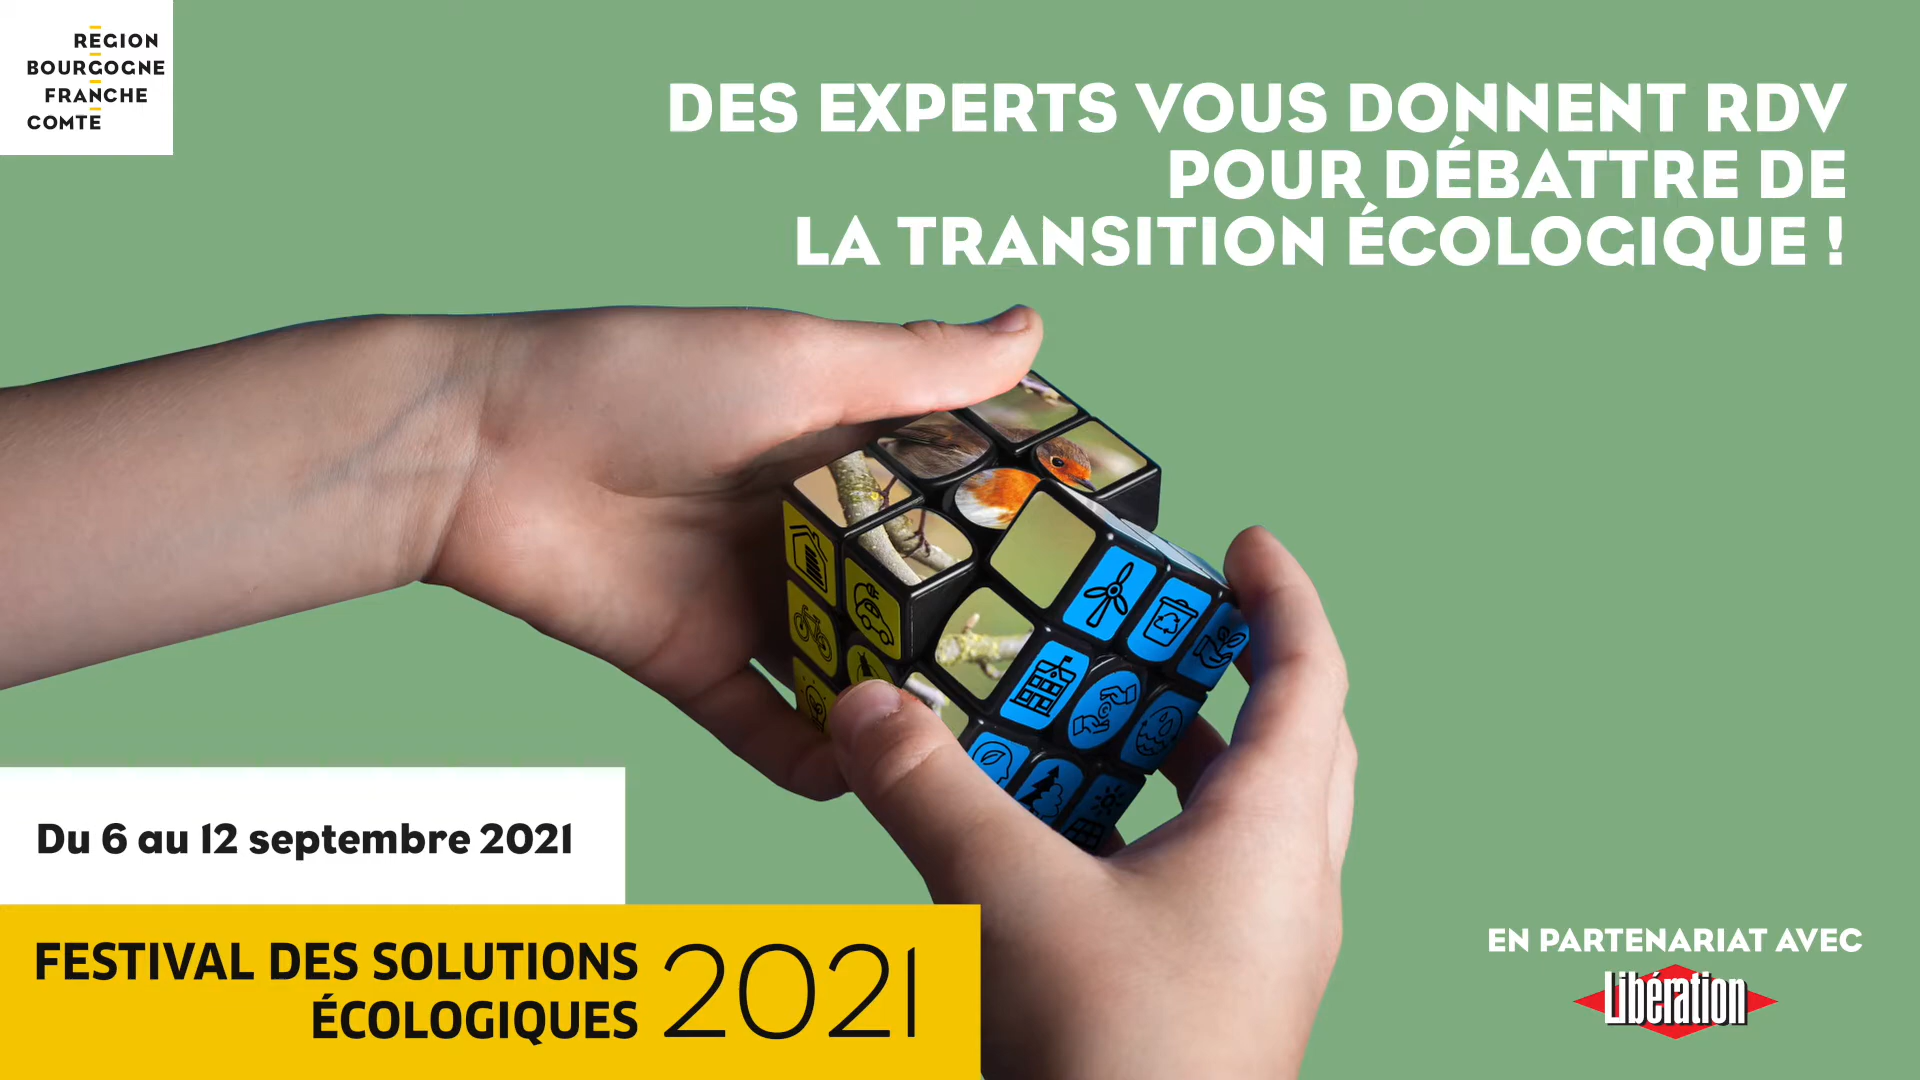 RÉGION
BOURGOGNE
FRANCHE
COMTE
DES EXPERTS VOUS DONNENT RDV
POUR DÉBATTRE DE
LA TRANSITION ÉCOLOGIQUE !
Du 6 au 12 septembre 2021
FESTIVAL DES SOLUTIONS
ÉCOLOGIQUES 2021
EN PARTENARIAT AVEC
Libération